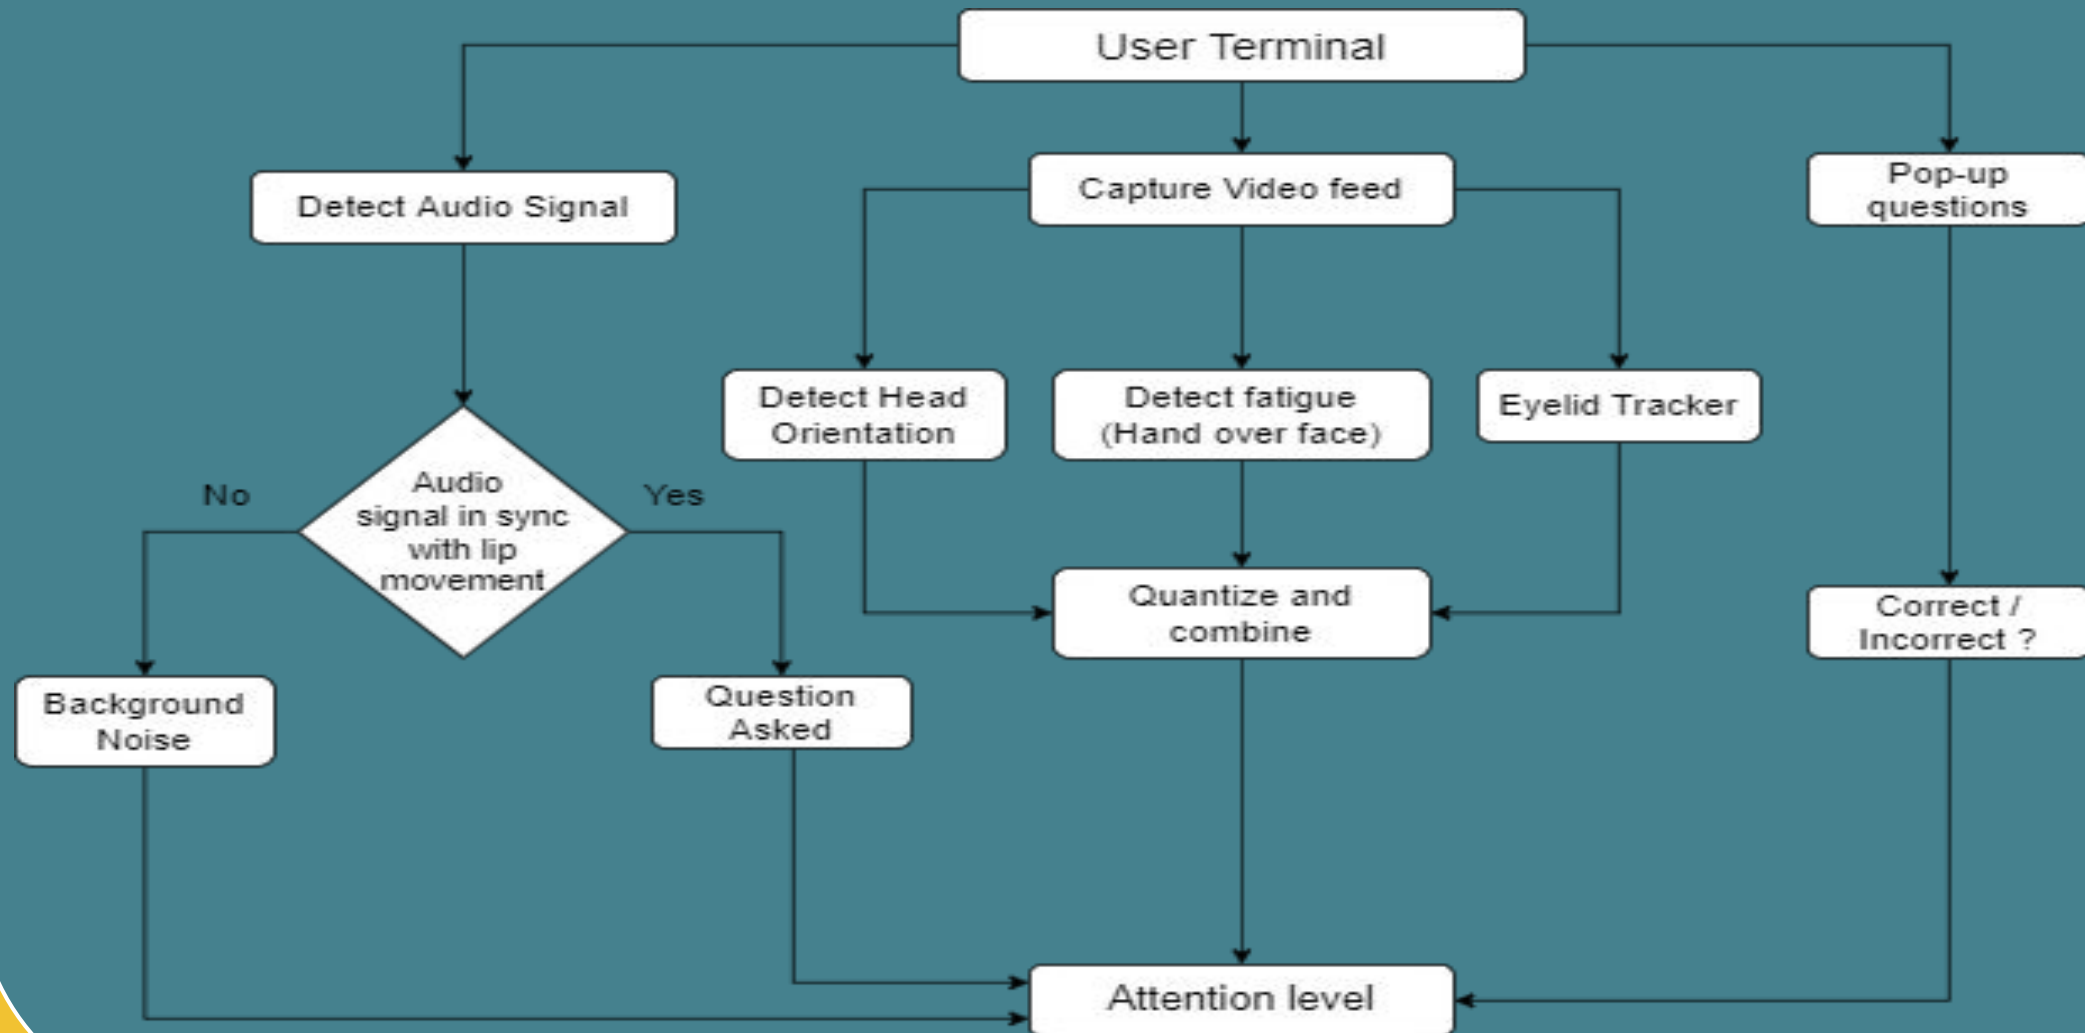 User Terminal
Detect Audio Signal
Capture Video feed
Pop-up
questions
Detect Head
Orientation
Detect fatigue
(Hand over face)
Eyelid Tracker
No
Yes
Audio
signal in sync
with lip
movement
Quantize and
combine
Correct /
Incorrect ?
Background
Noise
Question
Asked
Attention level